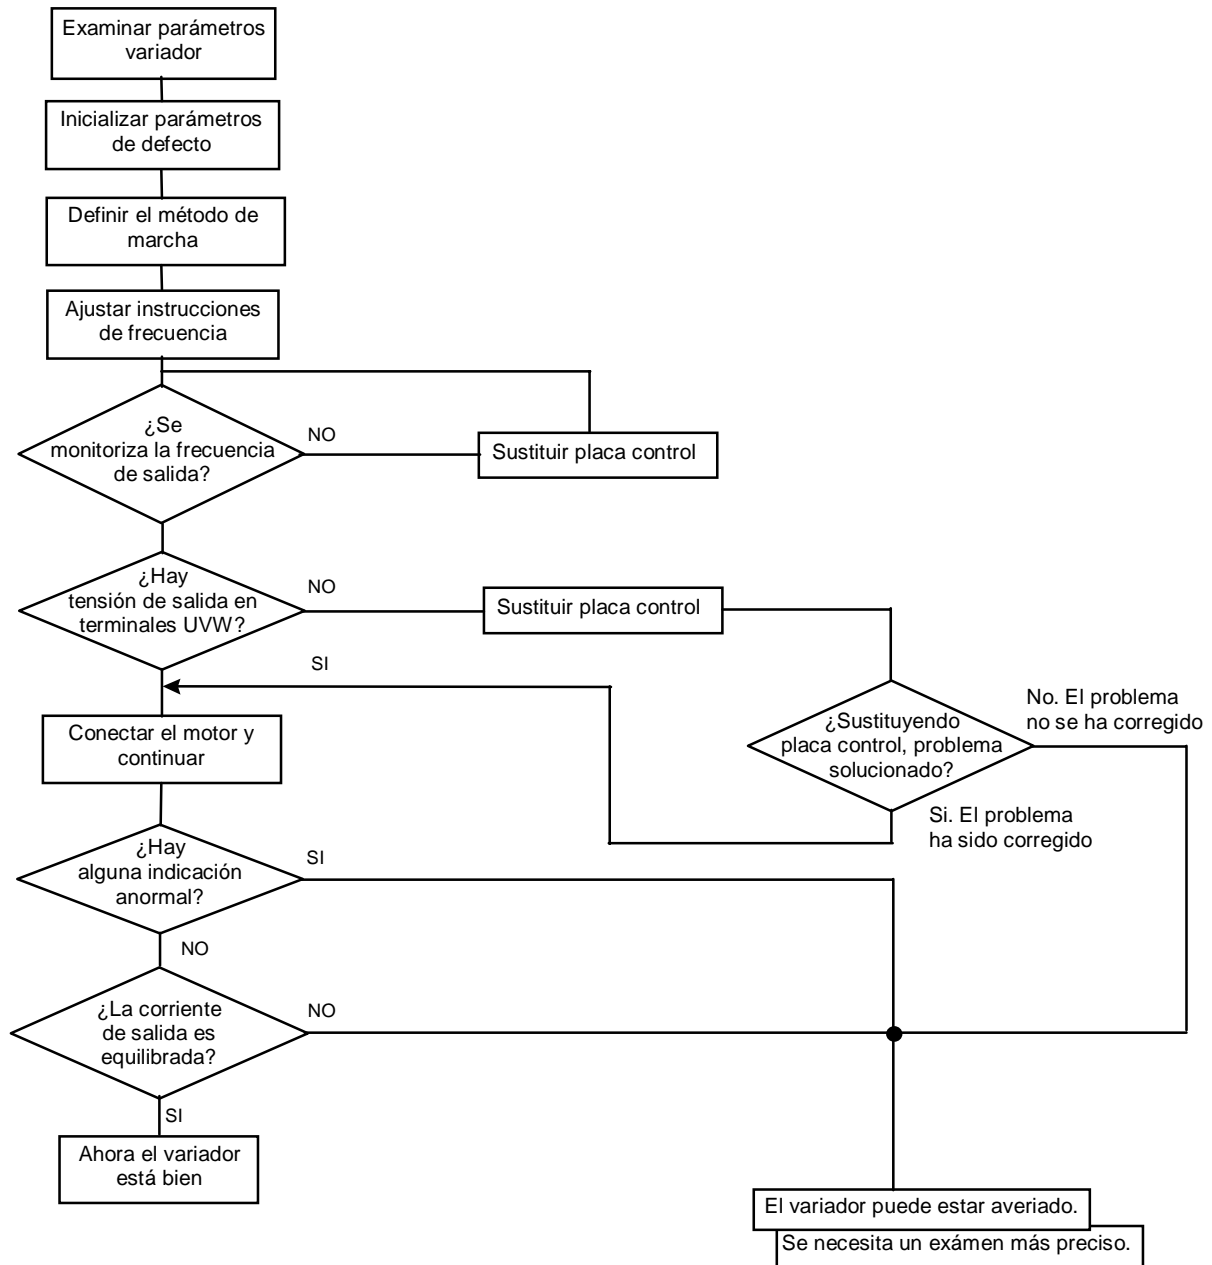 Examinar parámetros
variador
Inicializar parámetros
de defecto
Definir el método de
marcha
Ajustar instrucciones
de frecuencia
¿Se
monitoriza la frecuencia
de salida?
NO
Sustituir placa control
¿Hay
tensión de salida en
terminales UVW?
NO
Sustituir placa control
SI
¿Sustituyendo
placa control, problema
solucionado?
No. El problema
no se ha corregido
Si. El problema
ha sido corregido
Conectar el motor y
continuar
¿Hay
alguna indicación
anormal?
SI
NO
¿La corriente
de salida es
equilibrada?
NO
SI
Ahora el variador
está bien
El variador puede estar averiado.
Se necesita un exámen más preciso.